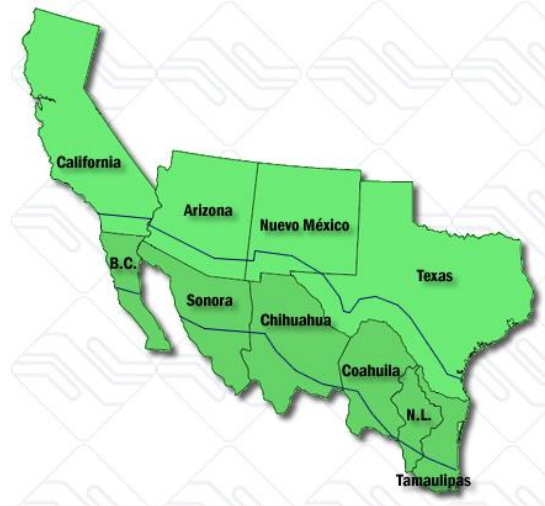 California
Arizona
Nuevo México
Texas
B.C.
Sonora
Chihuahua
Coahuila
N.L.
Tamaulipas